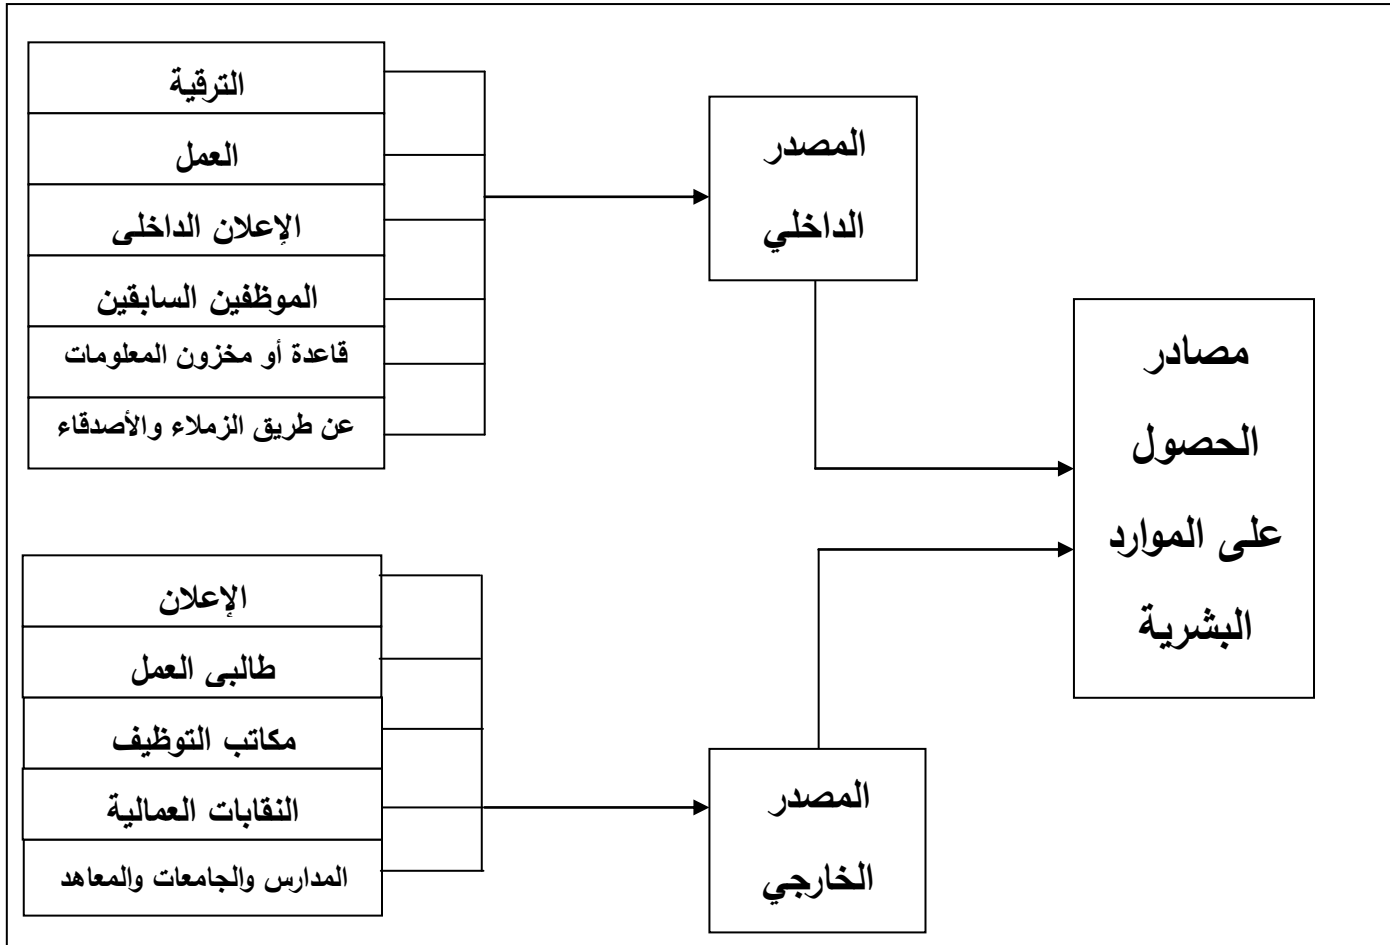 مصادر
الحصول
على الموارد
البشرية
المصدر
الداخلي
الترقية
العمل
الإعلان الداخلى
الموظفين السابقين
قاعدة أو مخزون المعلومات
عن طريق الزملاء والأصدقاء
المصدر
الخارجي
الإعلان
طالبى العمل
مكاتب التوظيف
النقابات العمالية
المدارس والجامعات والمعاهد